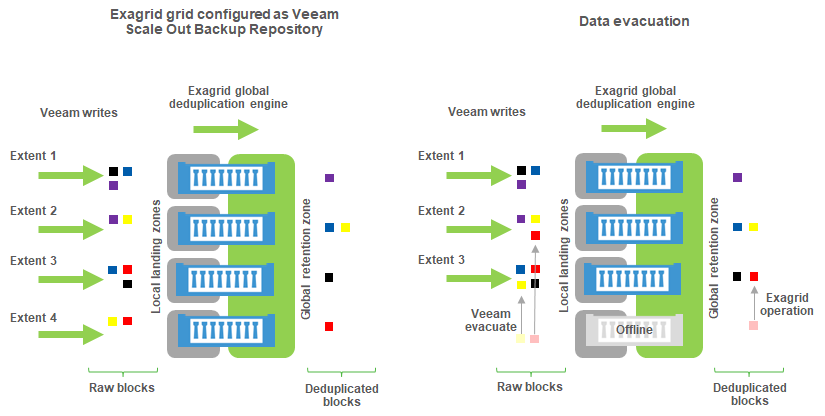 Exagrid grid configured as Veeam
Scale Out Backup Repository
Exagrid global
deduplication engine
Veeam writes
Extent 1
Extent 2
Extent 3
Extent 4
Local landing zones
Global retention zone
Raw blocks
Deduplicated
blocks
Data evacuation
Exagrid global
deduplication engine
Veeam writes
Extent 1
Extent 2
Extent 3
Veeam
evacuate
Local landing zones
Offline
Global retention zone
Exagrid
operation
Raw blocks
Deduplicated
blocks